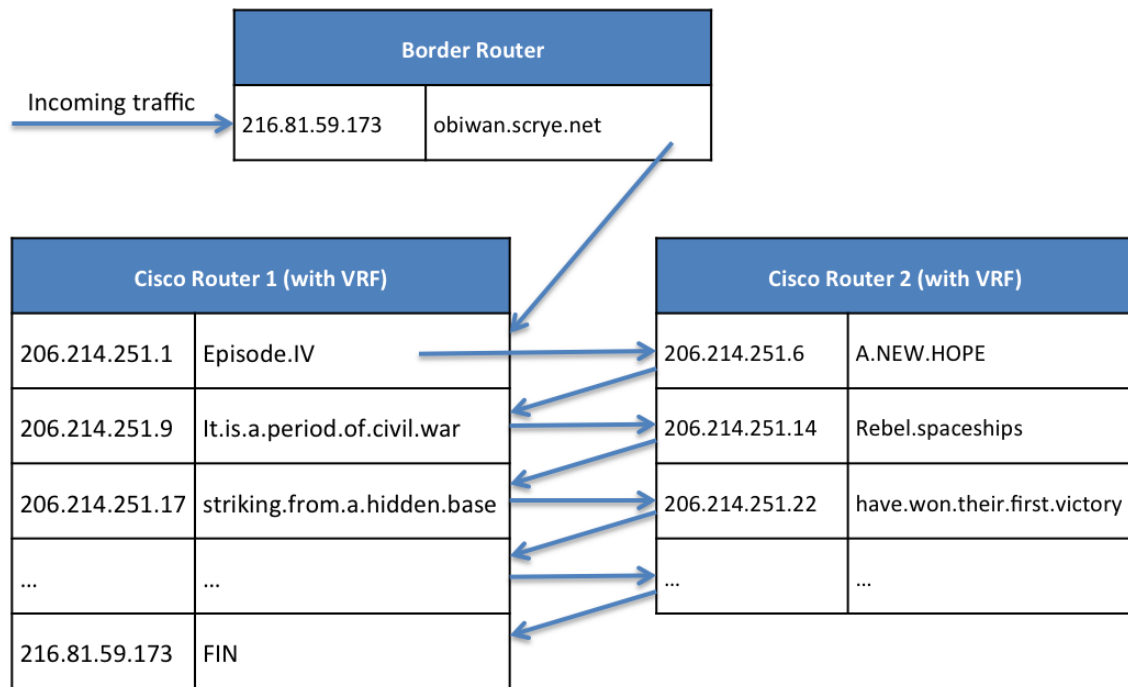 Border Router
Incoming traffic
216.81.59.173 obiwan.scrye.net
Cisco Router 1 (with VRF)
206.214.251.1 Episode.IV
206.214.251.9 It.is.a.period.of.civil.war
206.214.251.17 striking.from.a.hidden.base
... ...
216.81.59.173 FIN
Cisco Router 2 (with VRF)
206.214.251.6 A.NEW.HOPE
206.214.251.14 Rebel.spaceships
206.214.251.22 have.won.their.first.victory
... ...